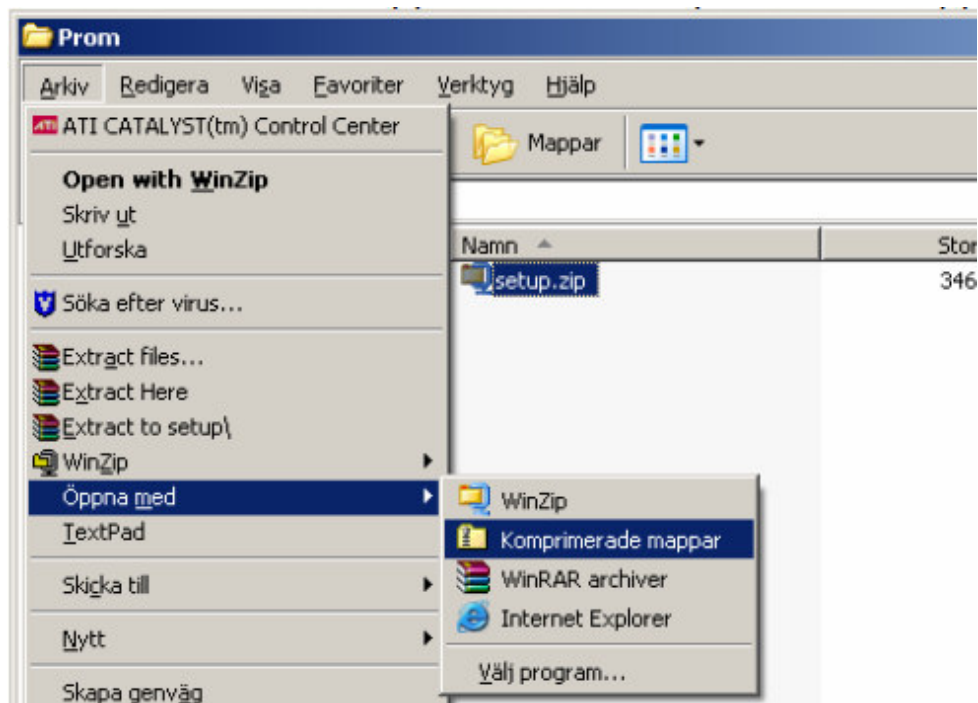 Prom
Arkiv Redigera Visa Favoriter Verktyg Hjälp
ATI CATALYST(tm) Control Center
Mappar
Open with WinZip
Skriv ut
Utforska
Namn Stor
setup.zip 346
Söka efter virus...
Extract files...
Extract Here
Extract to setup\
WinZip
Öppna med
TextPad
Skicka till
Nytt
Skapa genväg
WinZip
Komprimerade mappar
WinRAR archiver
Internet Explorer
Välj program...